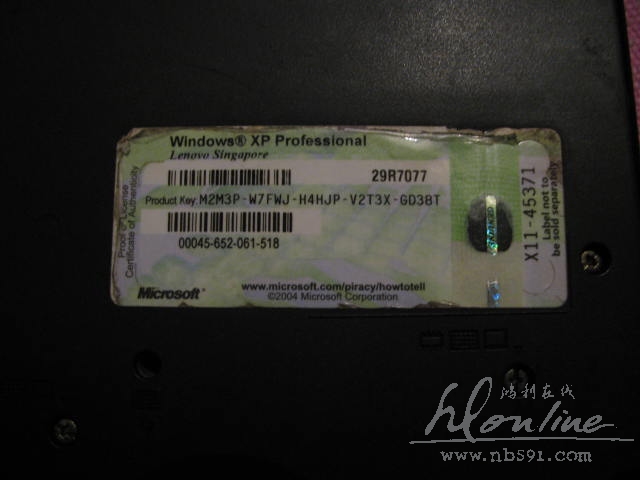 Windows® XP Professional
Lenovo Singapore
29R7077
Product Key: M2M3P-W7FWJ-H4HJP-V2T3X-GD38T
00045-652-061-518
Proof of License
Certificate of Authenticity
Microsoft®
www.microsoft.com/piracy/howtotell
©2004 Microsoft Corporation
X11-45371
Label not to
be sold separately
鸿利在线
hlonline
www.nb591.com